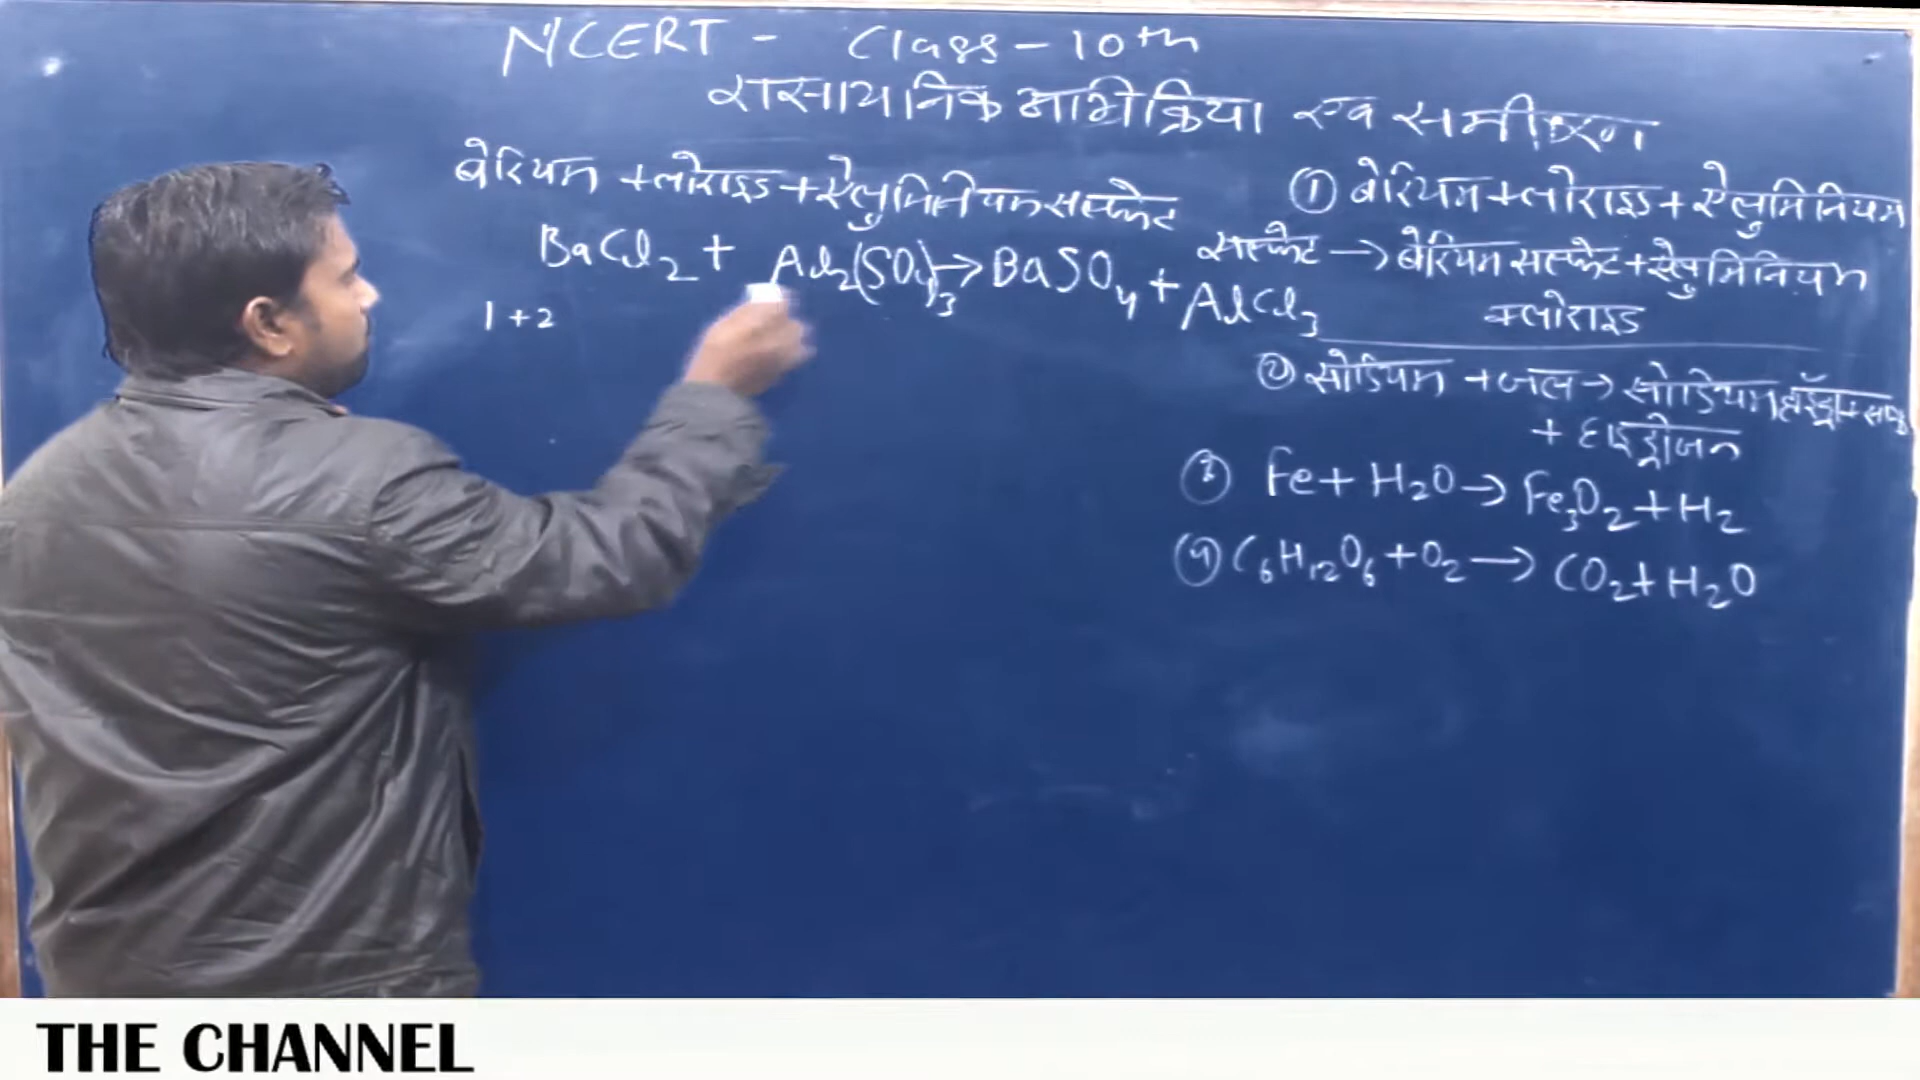 NCERT - Class - 10th
रासायनिक अभिक्रिया एव समीकरण
बेरियम क्लोराइड + ऐलुमिनियम सल्फेट
BaCl2 + Al2(SO4)3 → BaSO4 + AlCl3
1 + 2
① बेरियम क्लोराइड + ऐलुमिनियम
सल्फेट → बेरियम सल्फेट + ऐलुमिनियम
क्लोराइड
② सोडियम + जल → सोडियम
+ हाइड्रोजन
③ Fe + H2O → Fe3O2 + H2
④ C6H12O6 + O2 → CO2 + H2O
THE CHANNEL